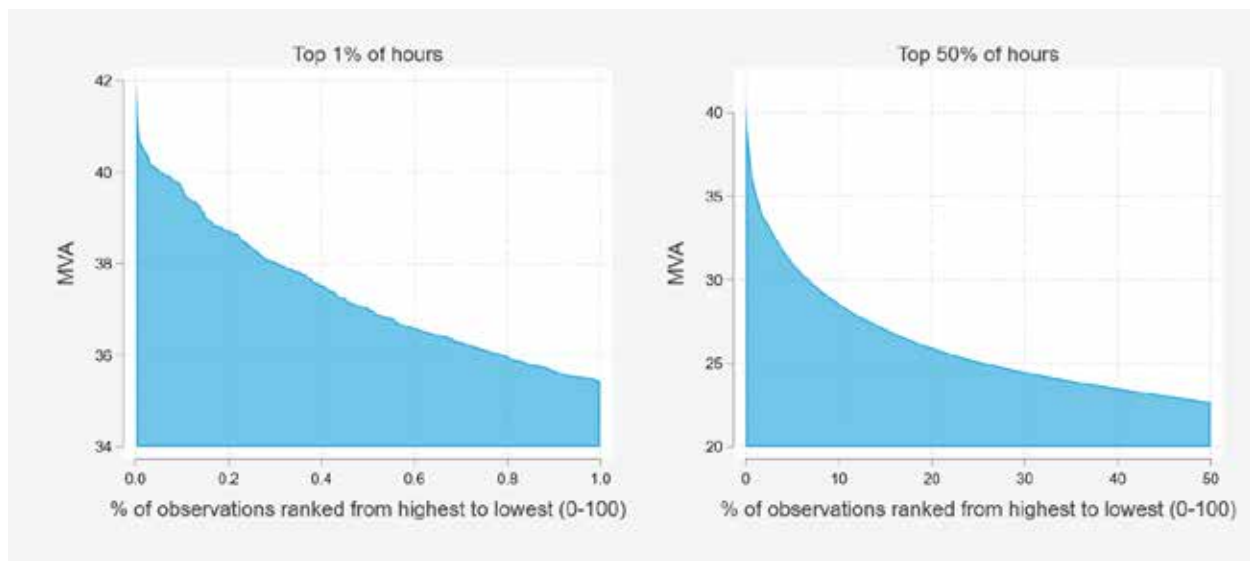 Top 1% of hours
42
40
38
36
34
MVA
0.0 0.2 0.4 0.6 0.8 1.0
% of observations ranked from highest to lowest (0-100)
Top 50% of hours
40
35
30
25
20
MVA
0 10 20 30 40 50
% of observations ranked from highest to lowest (0-100)